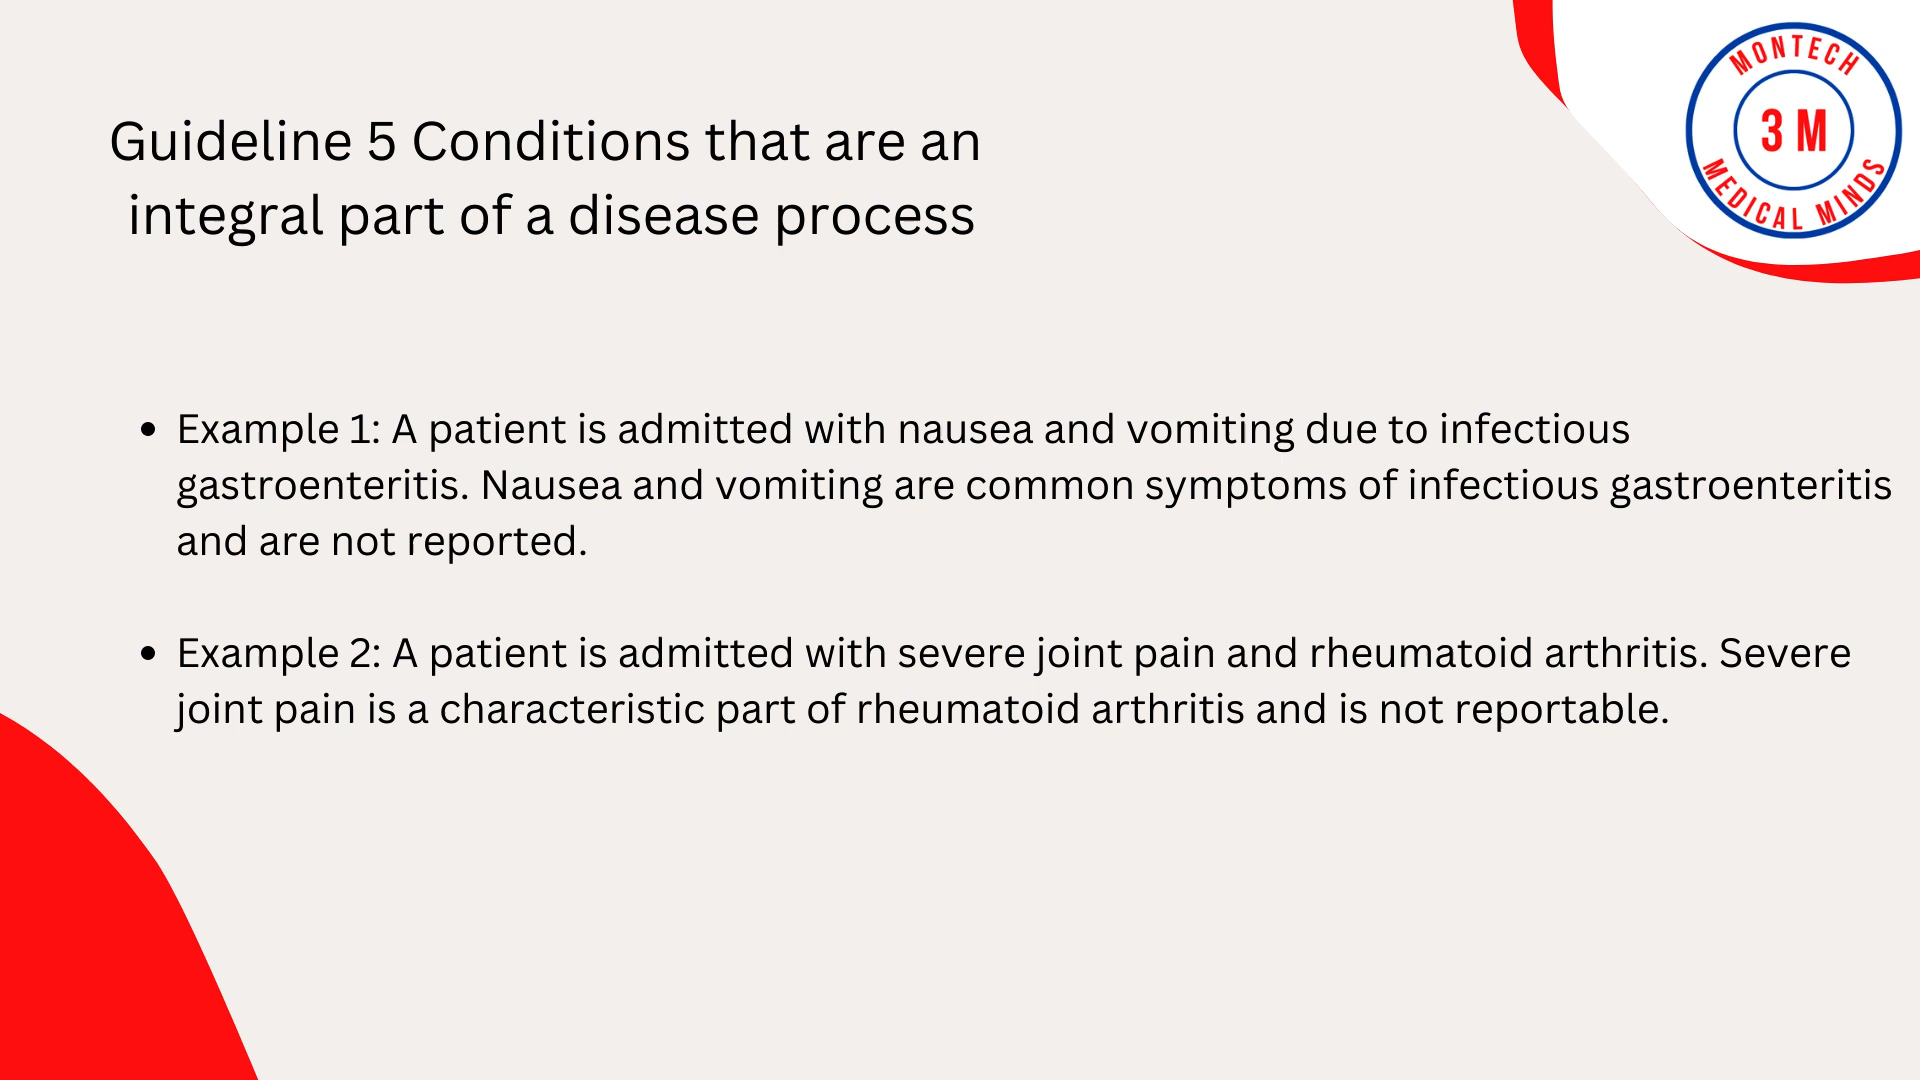 MONTECH
3 M
MEDICAL MINDS
Guideline 5 Conditions that are an
integral part of a disease process
• Example 1: A patient is admitted with nausea and vomiting due to infectious
gastroenteritis. Nausea and vomiting are common symptoms of infectious gastroenteritis
and are not reported.
• Example 2: A patient is admitted with severe joint pain and rheumatoid arthritis. Severe
joint pain is a characteristic part of rheumatoid arthritis and is not reportable.